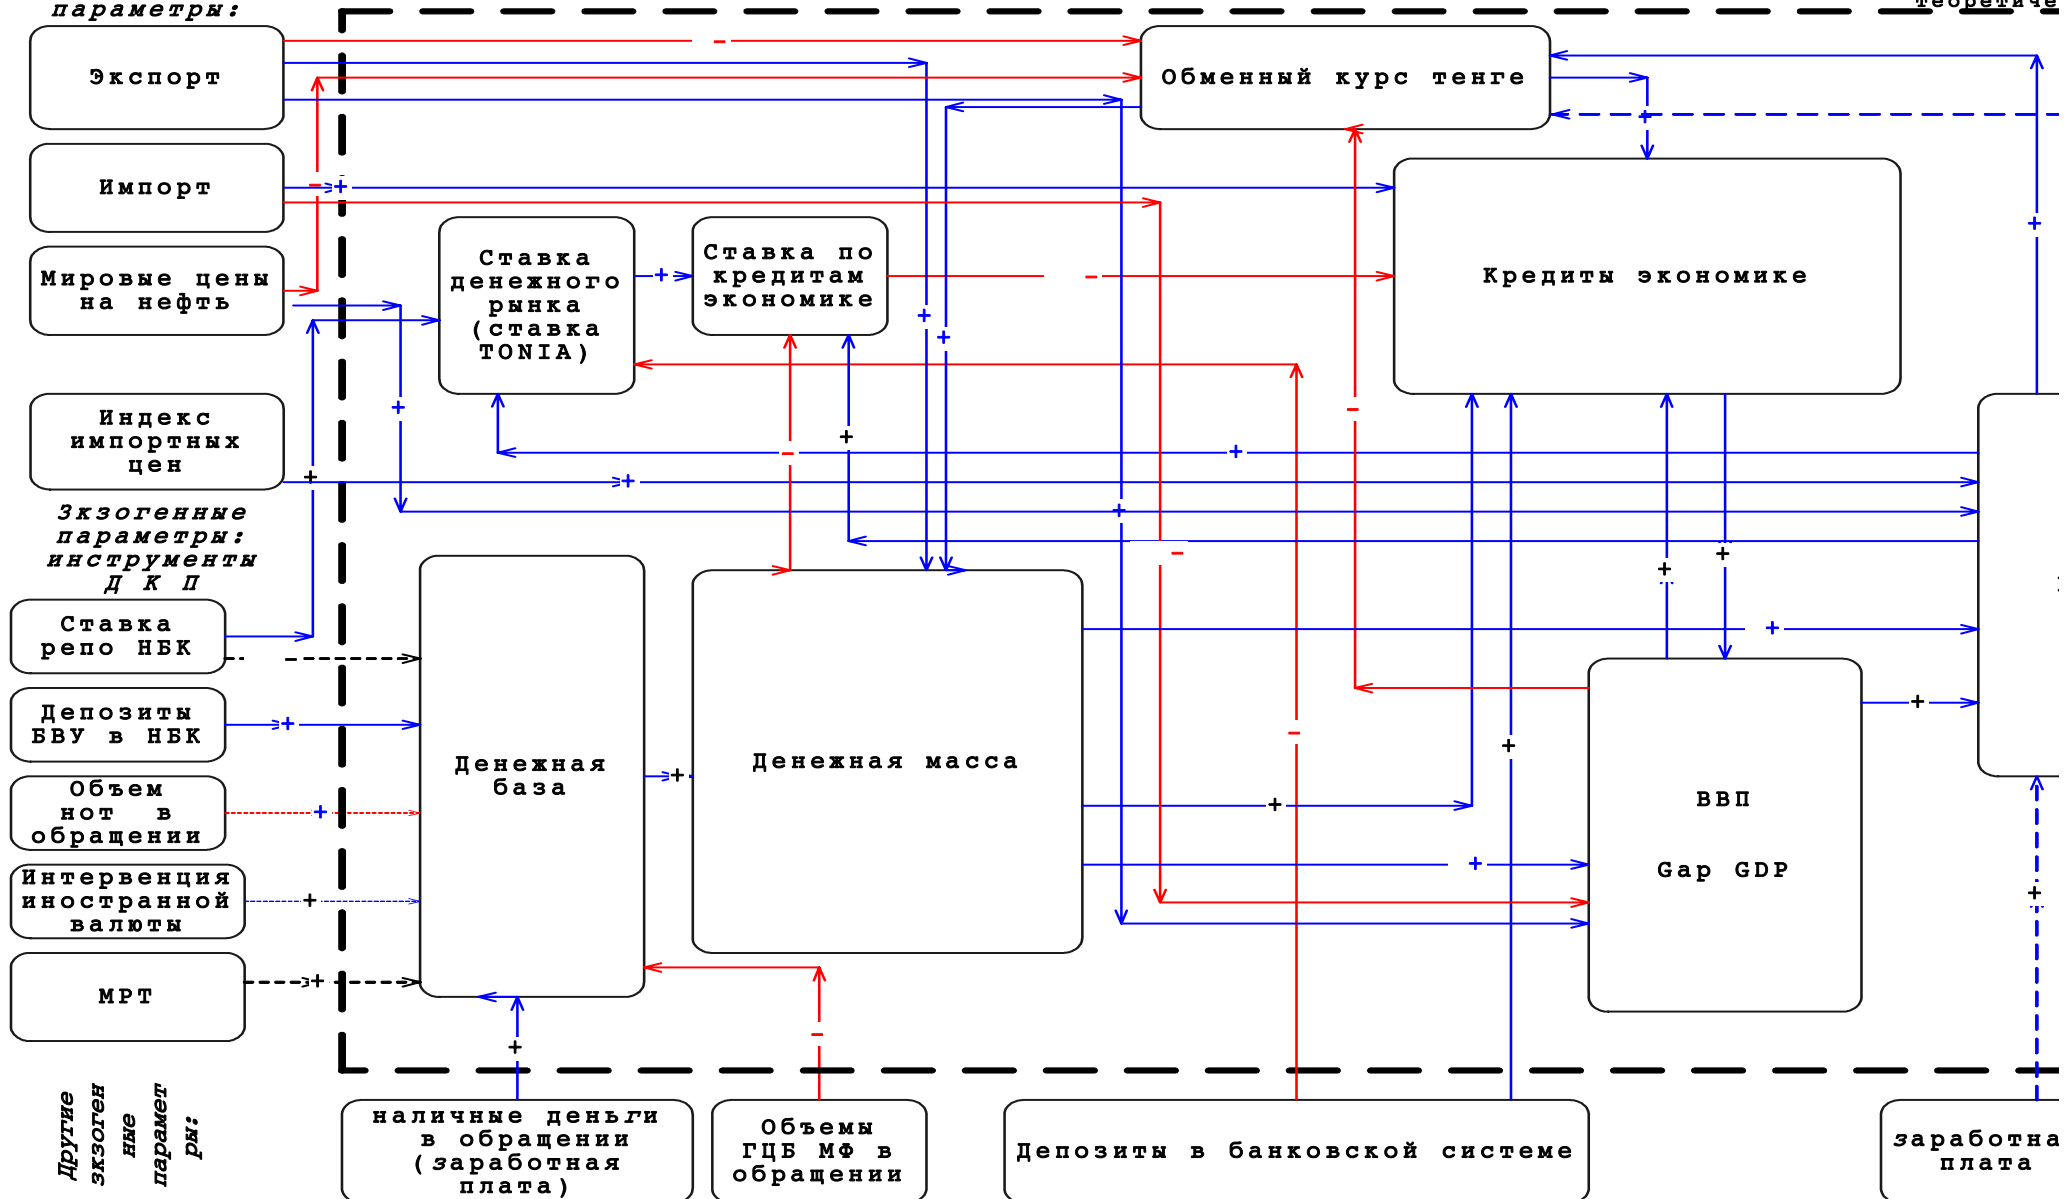 параметры:
Экспорт
Обменный курс тенге
Импорт
Мировые цены
на нефть
Ставка
денежного
рынка
(ставка
TONIA)
Ставка по
кредитам
экономике
Кредиты экономике
Индекс
импортных
цен
Экзогенные
параметры:
инструменты
Д К П
Ставка
репо НБК
Депозиты
БВУ в НБК
Объем
нот в
обращении
Интервенция
иностранной
валюты
МРТ
Денежная
база
Денежная масса
ВВП
Gap GDP
Другие
экзоген
ные
парамет
ры:
наличные деньги
в обращении
(заработная
плата)
Объемы
ГЦБ МФ в
обращении
Депозиты в банковской системе
заработна
плата